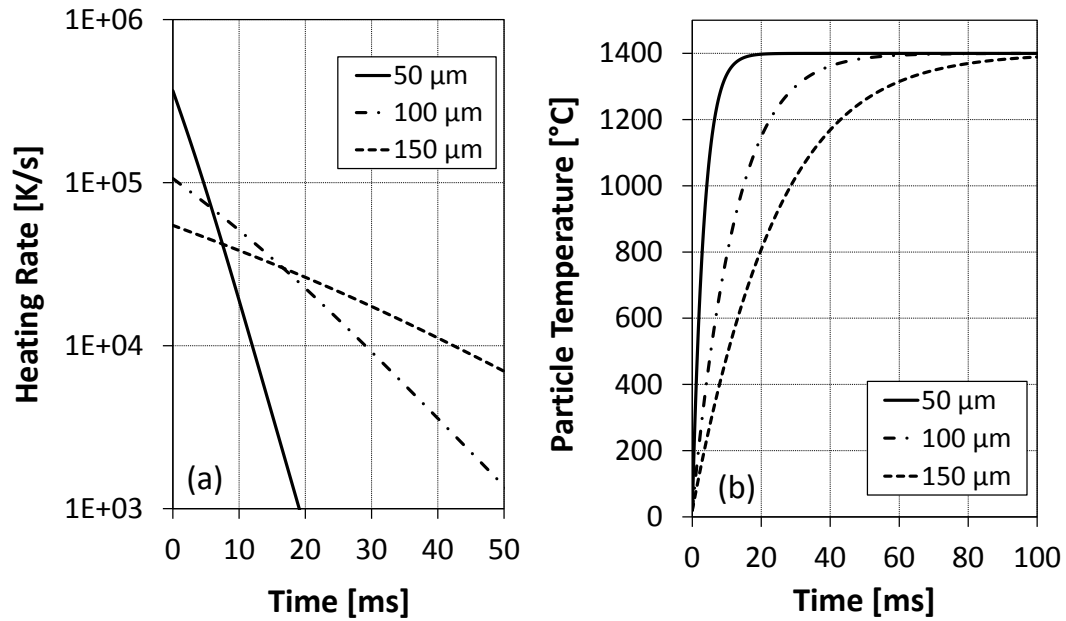 Heating Rate [K/s]
1E+06
1E+05
1E+04
1E+03
50 µm
100 µm
150 µm
(a)
0 10 20 30 40 50
Time [ms]
Particle Temperature [°C]
1400
1200
1000
800
600
400
200
0
50 µm
100 µm
150 µm
(b)
0 20 40 60 80 100
Time [ms]